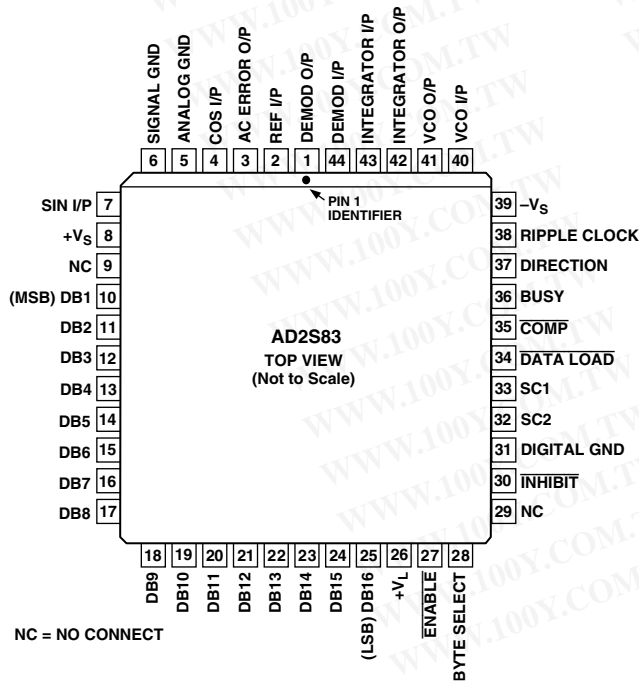 SIGNAL GND
ANALOG GND
COS I/P
AC ERROR O/P
REF I/P
DEMOD O/P
DEMOD I/P
INTEGRATOR I/P
INTEGRATOR O/P
VCO O/P
VCO I/P
6 5 4 3 2 1 44 43 42 41 40
PIN 1
IDENTIFIER
SIN I/P 7
+VS 8
NC 9
(MSB) DB1 10
DB2 11
DB3 12
DB4 13
DB5 14
DB6 15
DB7 16
DB8 17
AD2S83
TOP VIEW
(Not to Scale)
39 –VS
38 RIPPLE CLOCK
37 DIRECTION
36 BUSY
35 COMP
34 DATA LOAD
33 SC1
32 SC2
31 DIGITAL GND
30 INHIBIT
29 NC
18 19 20 21 22 23 24 25 26 27 28
DB9
DB10
DB11
DB12
DB13
DB14
DB15
(LSB) DB16
+VL
ENABLE
BYTE SELECT
NC = NO CONNECT
WWW.100Y.COM.TW